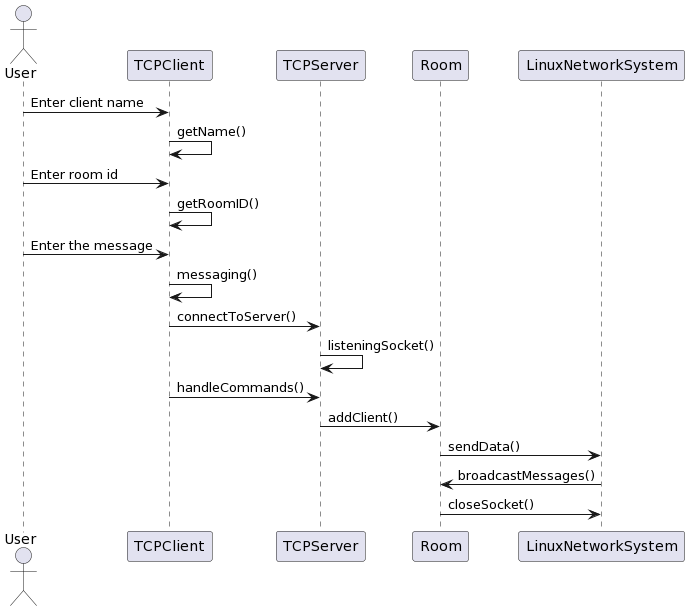 User
TCPClient
TCPServer
Room
LinuxNetworkSystem
Enter client name
getName()
Enter room id
getRoomID()
Enter the message
messaging()
connectToServer()
listeningSocket()
handleCommands()
addClient()
sendData()
broadcastMessages()
closeSocket()
User
TCPClient
TCPServer
Room
LinuxNetworkSystem